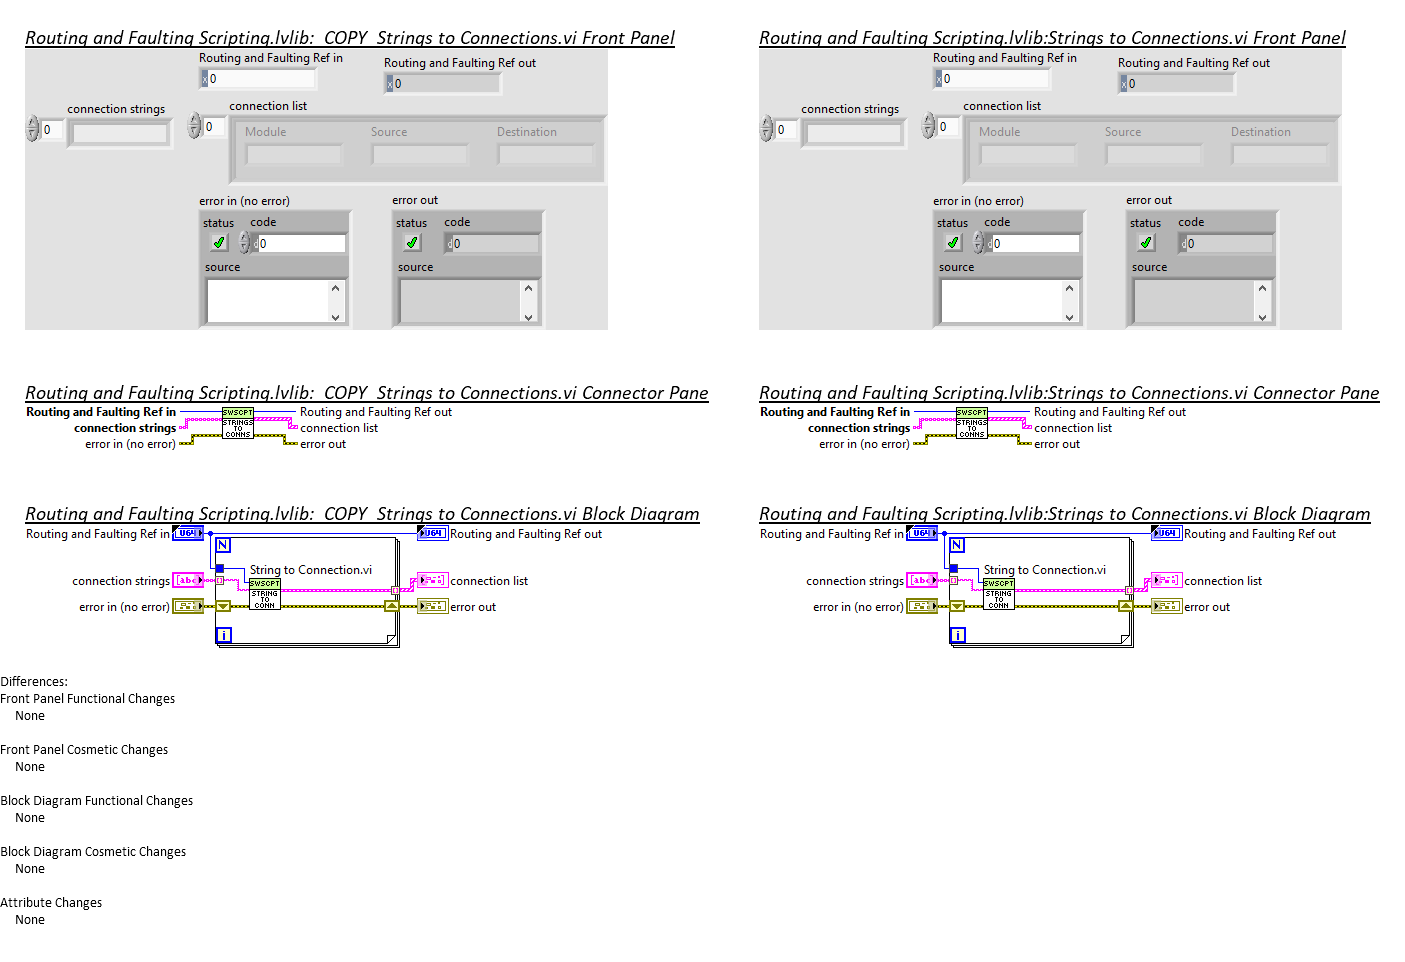 Routing and Faulting Scripting.lvlib:_COPY_Strings to Connections.vi Front Panel
Routing and Faulting Ref in
Routing and Faulting Ref out
x 0
x 0
connection strings
connection list
0
0
Module
Source
Destination
error in (no error)
error out
status
code
status
code
d 0
d 0
source
source
Routing and Faulting Scripting.lvlib:Strings to Connections.vi Front Panel
Routing and Faulting Ref in
Routing and Faulting Ref out
x 0
x 0
connection strings
connection list
0
0
Module
Source
Destination
error in (no error)
error out
status
code
status
code
d 0
d 0
source
source
Routing and Faulting Scripting.lvlib:_COPY_Strings to Connections.vi Connector Pane
Routing and Faulting Ref in
SWSCPT
Routing and Faulting Ref out
connection strings
STRINGS
TO
CONNS
connection list
error in (no error)
error out
Routing and Faulting Scripting.lvlib:Strings to Connections.vi Connector Pane
Routing and Faulting Ref in
SWSCPT
Routing and Faulting Ref out
connection strings
STRINGS
TO
CONNS
connection list
error in (no error)
error out
Routing and Faulting Scripting.lvlib:_COPY_Strings to Connections.vi Block Diagram
Routing and Faulting Ref in
U64
U64
Routing and Faulting Ref out
N
String to Connection.vi
connection strings
abc
SWSCPT
STRING
TO
CONN
connection list
error in (no error)
error out
i
Routing and Faulting Scripting.lvlib:Strings to Connections.vi Block Diagram
Routing and Faulting Ref in
U64
U64
Routing and Faulting Ref out
N
String to Connection.vi
connection strings
abc
SWSCPT
STRING
TO
CONN
connection list
error in (no error)
error out
i
Differences:
Front Panel Functional Changes
None
Front Panel Cosmetic Changes
None
Block Diagram Functional Changes
None
Block Diagram Cosmetic Changes
None
Attribute Changes
None